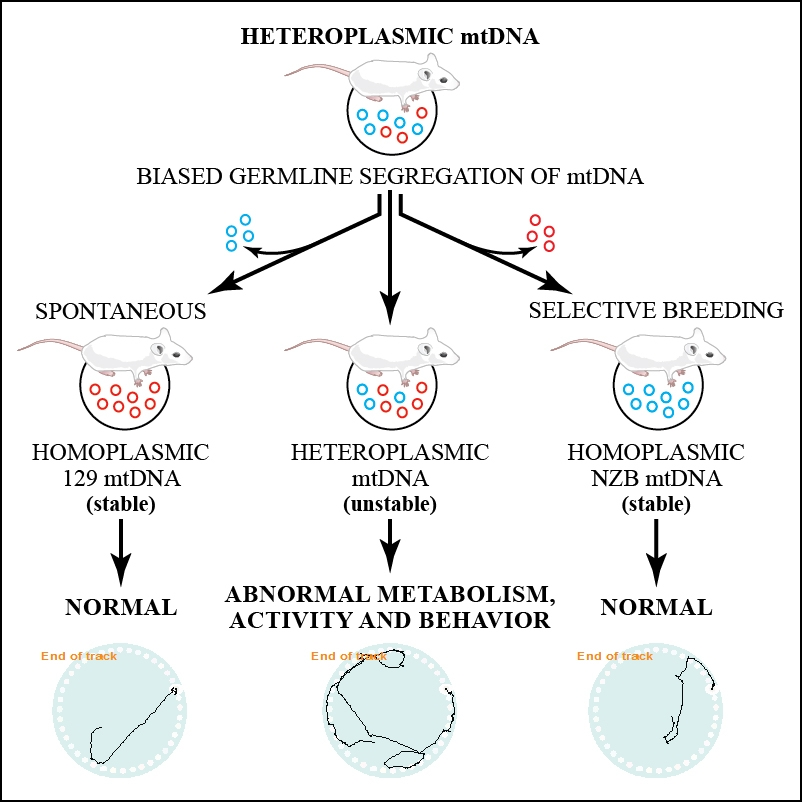 HETEROPLASMIC mtDNA
BIASED GERMLINE SEGREGATION OF mtDNA
SPONTANEOUS
SELECTIVE BREEDING
HOMOPLASMIC
129 mtDNA
(stable)
HETEROPLASMIC
mtDNA
(unstable)
HOMOPLASMIC
NZB mtDNA
(stable)
NORMAL
ABNORMAL METABOLISM,
ACTIVITY AND BEHAVIOR
NORMAL
End of track
End of track
End of track